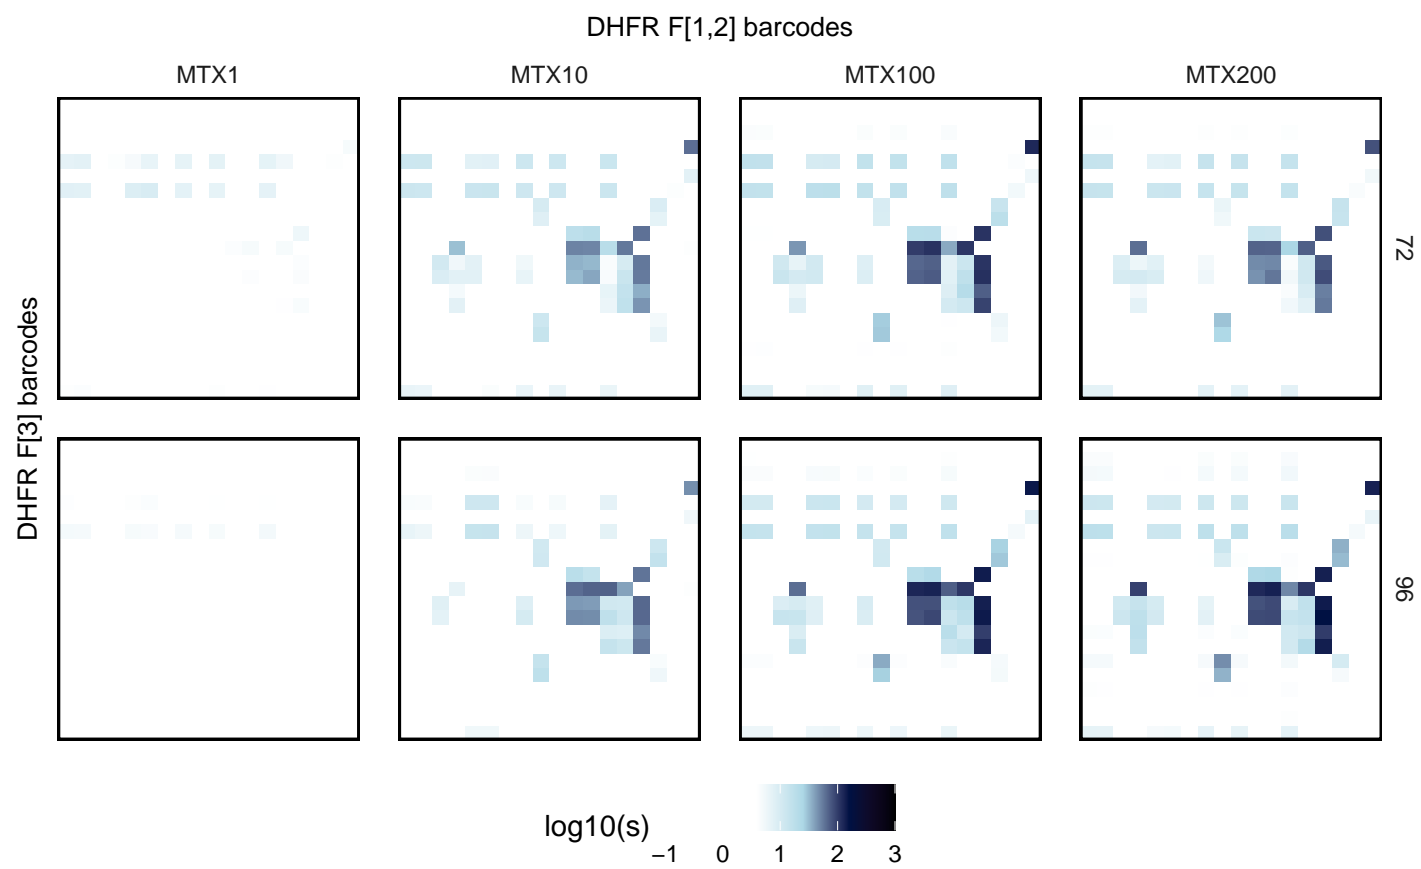 DHFR F[1,2] barcodes
MTX1 MTX10 MTX100 MTX200
72
DHFR F[3] barcodes
96
log10(s)
−1 0 1 2 3